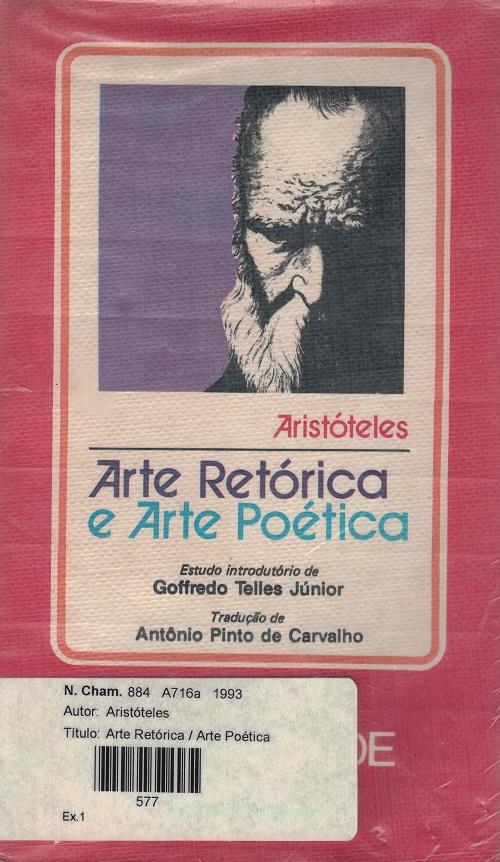 Aristóteles
Arte Retórica
e Arte Poética
Estudo introdutório de
Goffredo Telles Júnior
Tradução de
Antônio Pinto de Carvalho
N. Cham. 884 A716a 1993
Autor: Aristóteles
Título: Arte Retórica / Arte Poética
577
Ex.1